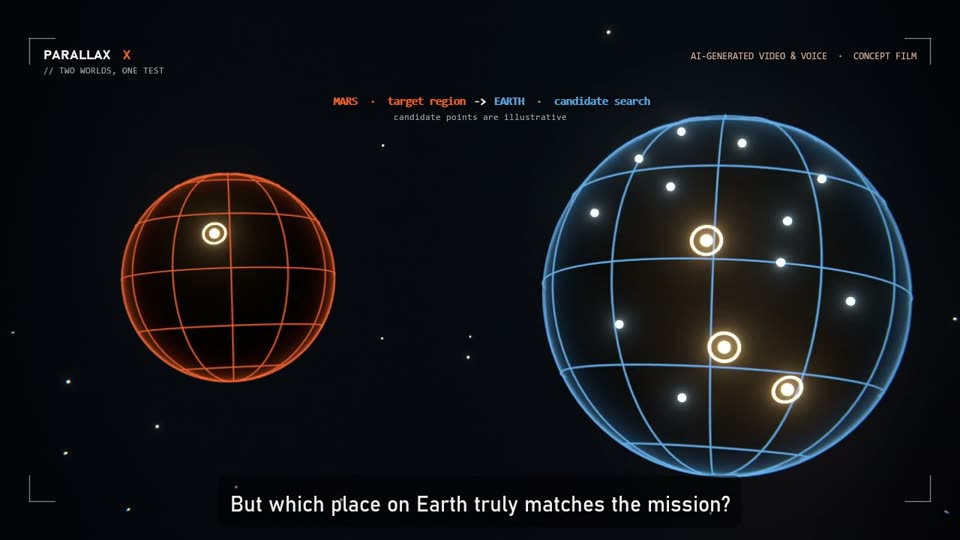 PARALLAX X
// TWO WORLDS, ONE TEST
AI-GENERATED VIDEO & VOICE · CONCEPT FILM
MARS · target region -> EARTH · candidate search
candidate points are illustrative
But which place on Earth truly matches the mission?